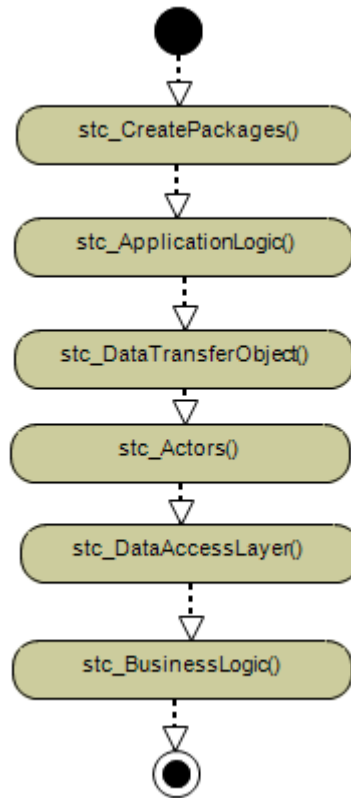 stc_CreatePackages()
stc_ApplicationLogic()
stc_DataTransferObject()
stc_Actors()
stc_DataAccessLayer()
stc_BusinessLogic()